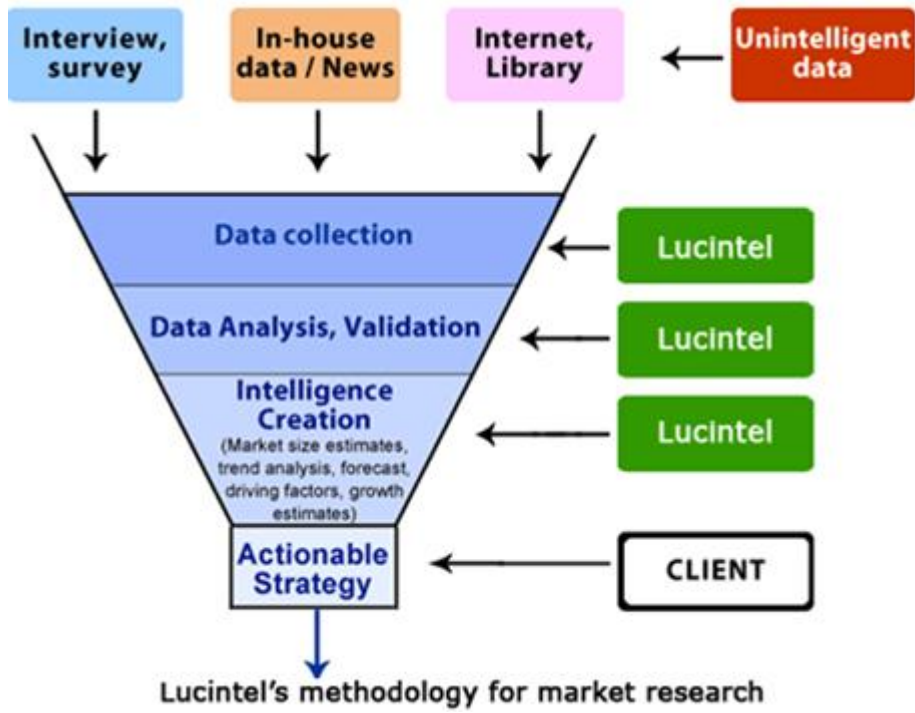 Interview,
survey
In-house
data / News
Internet,
Library
Unintelligent
data
Data collection
Lucintel
Data Analysis, Validation
Lucintel
Intelligence
Creation
(Market size estimates,
trend analysis, forecast,
driving factors, growth
estimates)
Lucintel
Actionable
Strategy
CLIENT
Lucintel's methodology for market research